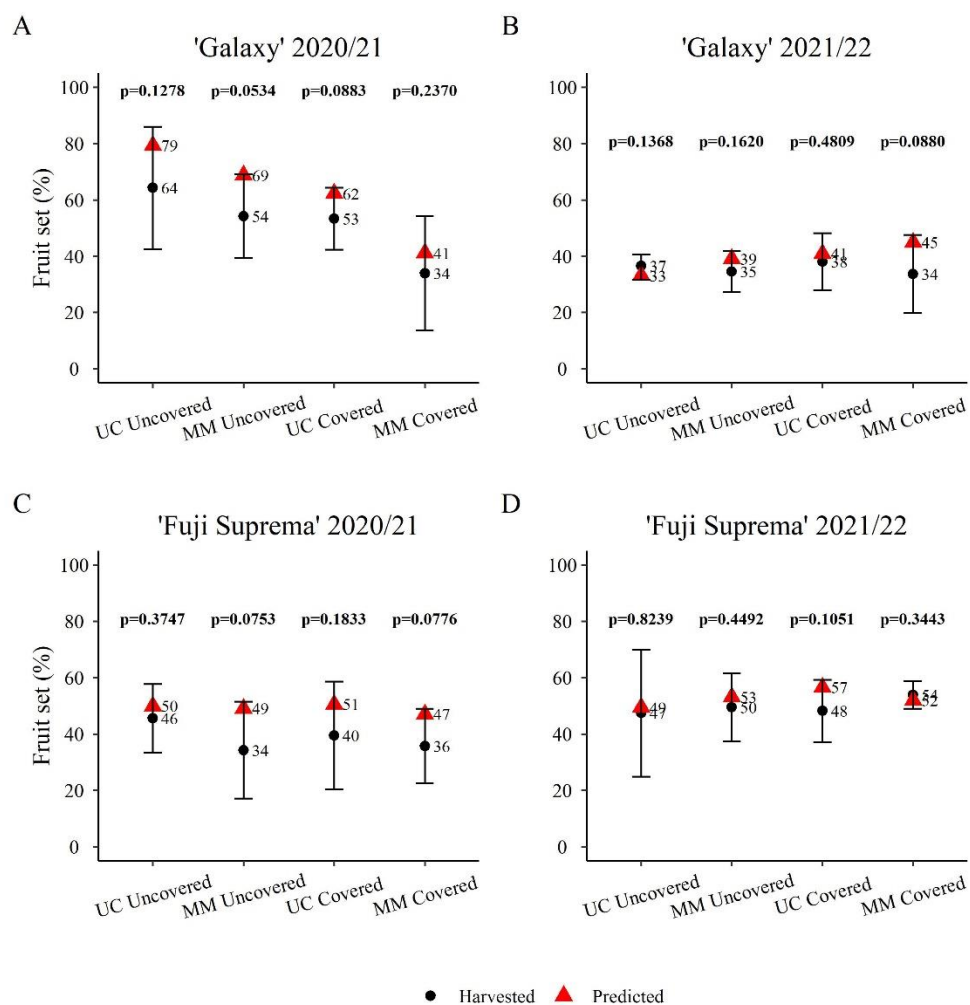 A
B
'Galaxy' 2020/21
'Galaxy' 2021/22
Fruit set (%)
100
80
60
40
20
0
p=0.1278 p=0.0534 p=0.0883 p=0.2370
79
64
69
54
62
53
41
34
UC Uncovered
MM Uncovered
UC Covered
MM Covered
100
80
60
40
20
0
p=0.1368 p=0.1620 p=0.4809 p=0.0880
37
33
39
35
41
38
45
34
UC Uncovered
MM Uncovered
UC Covered
MM Covered
C
D
'Fuji Suprema' 2020/21
'Fuji Suprema' 2021/22
Fruit set (%)
100
80
60
40
20
0
p=0.3747 p=0.0753 p=0.1833 p=0.0776
50
46
49
34
51
40
47
36
UC Uncovered
MM Uncovered
UC Covered
MM Covered
100
80
60
40
20
0
p=0.8239 p=0.4492 p=0.1051 p=0.3443
49
47
53
50
57
48
54
52
UC Uncovered
MM Uncovered
UC Covered
MM Covered
Harvested Predicted